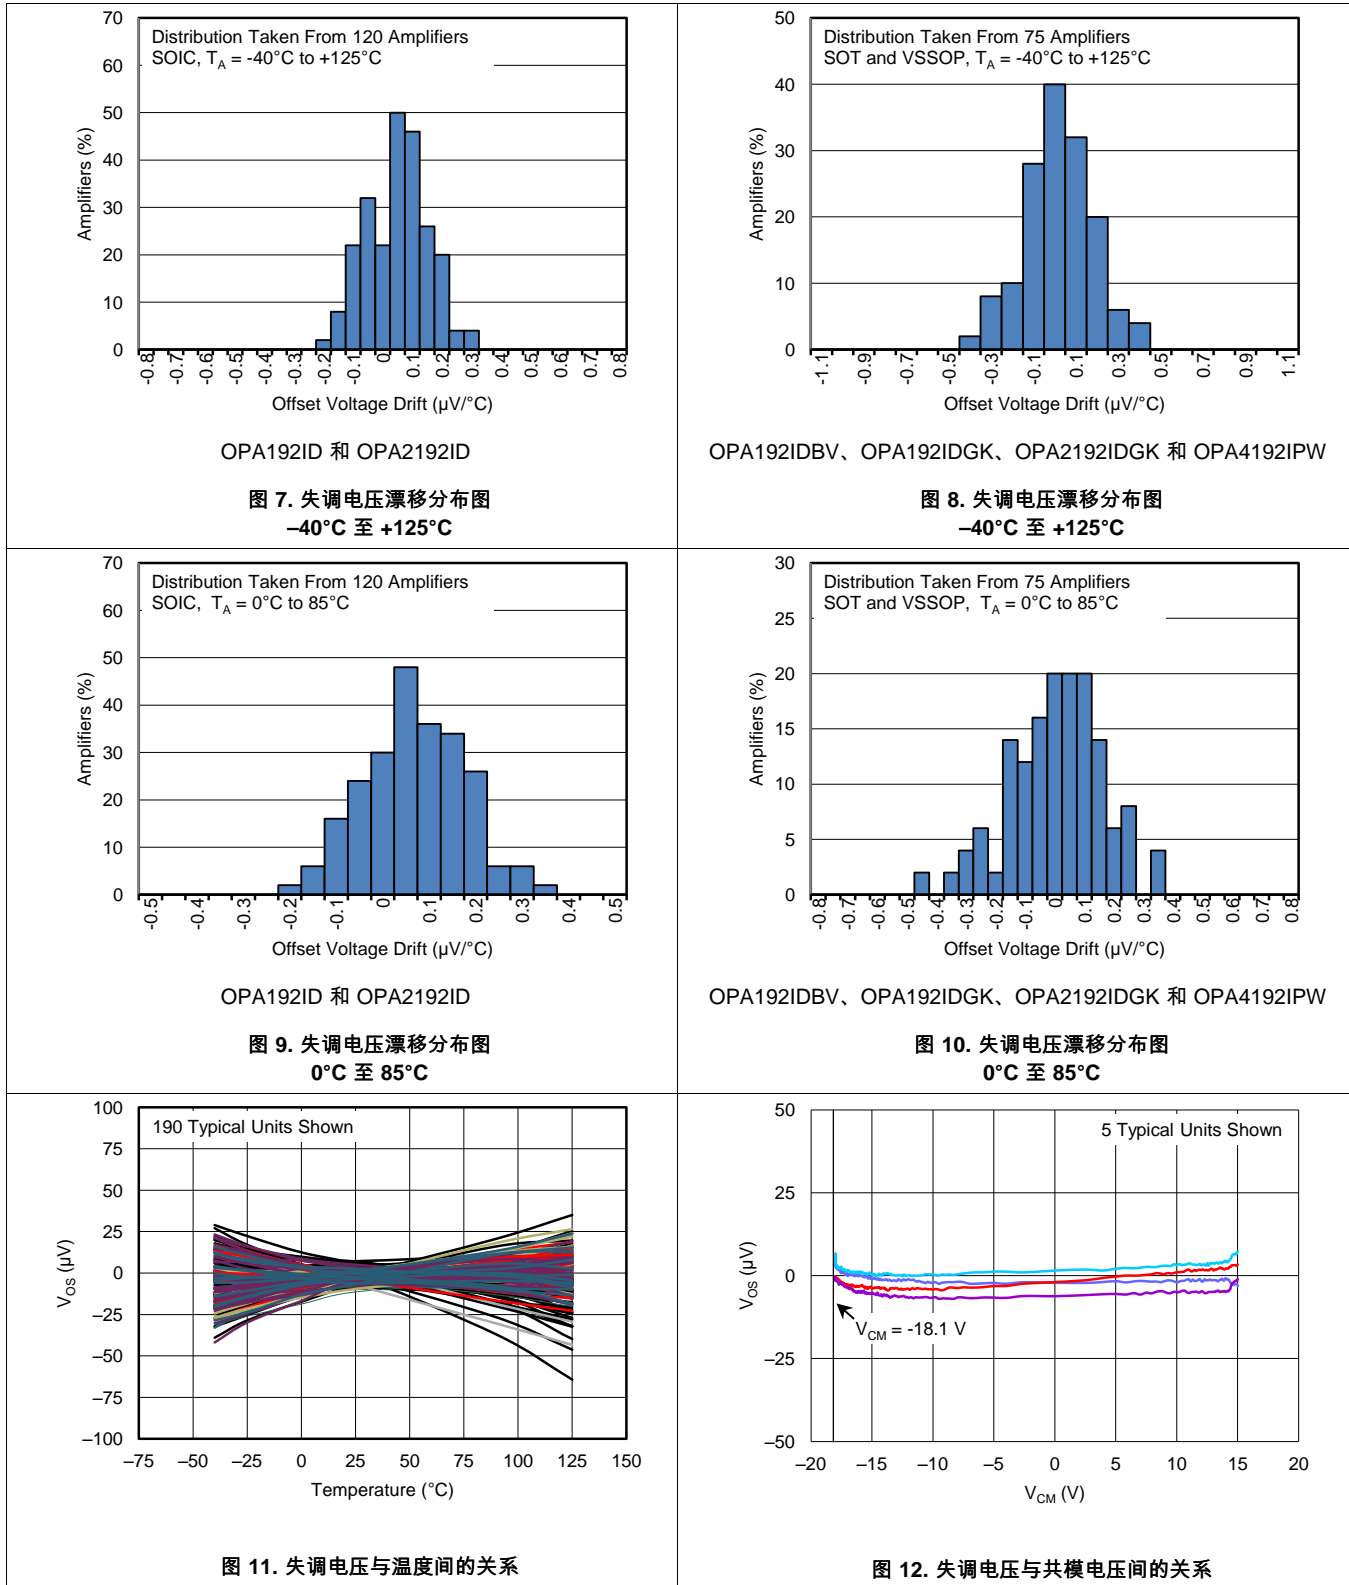 70
60
50
40
30
20
10
0
Distribution Taken From 120 Amplifiers
SOIC, T_A = -40°C to +125°C
Amplifiers (%)
-0.8 -0.7 -0.6 -0.5 -0.4 -0.3 -0.2 -0.1 0 0.1 0.2 0.3 0.4 0.5 0.6 0.7 0.8
Offset Voltage Drift (µV/°C)
OPA192ID 和 OPA2192ID
图 7. 失调电压漂移分布图
–40°C 至 +125°C
50
40
30
20
10
0
Distribution Taken From 75 Amplifiers
SOT and VSSOP, T_A = -40°C to +125°C
Amplifiers (%)
-1.1 -0.9 -0.7 -0.5 -0.3 -0.1 0.1 0.3 0.5 0.7 0.9 1.1
Offset Voltage Drift (µV/°C)
OPA192IDBV、OPA192IDGK、OPA2192IDGK 和 OPA4192IPW
图 8. 失调电压漂移分布图
–40°C 至 +125°C
70
60
50
40
30
20
10
0
Distribution Taken From 120 Amplifiers
SOIC, T_A = 0°C to 85°C
Amplifiers (%)
-0.5 -0.4 -0.3 -0.2 -0.1 0 0.1 0.2 0.3 0.4 0.5
Offset Voltage Drift (µV/°C)
OPA192ID 和 OPA2192ID
图 9. 失调电压漂移分布图
0°C 至 85°C
30
25
20
15
10
5
0
Distribution Taken From 75 Amplifiers
SOT and VSSOP, T_A = 0°C to 85°C
Amplifiers (%)
-0.8 -0.7 -0.6 -0.5 -0.4 -0.3 -0.2 -0.1 0 0.1 0.2 0.3 0.4 0.5 0.6 0.7 0.8
Offset Voltage Drift (µV/°C)
OPA192IDBV、OPA192IDGK、OPA2192IDGK 和 OPA4192IPW
图 10. 失调电压漂移分布图
0°C 至 85°C
100
75
50
25
0
–25
–50
–75
–100
190 Typical Units Shown
V_OS (µV)
–75 –50 –25 0 25 50 75 100 125 150
Temperature (°C)
图 11. 失调电压与温度间的关系
50
25
0
–25
–50
5 Typical Units Shown
V_CM = -18.1 V
V_OS (µV)
–20 –15 –10 –5 0 5 10 15 20
V_CM (V)
图 12. 失调电压与共模电压间的关系